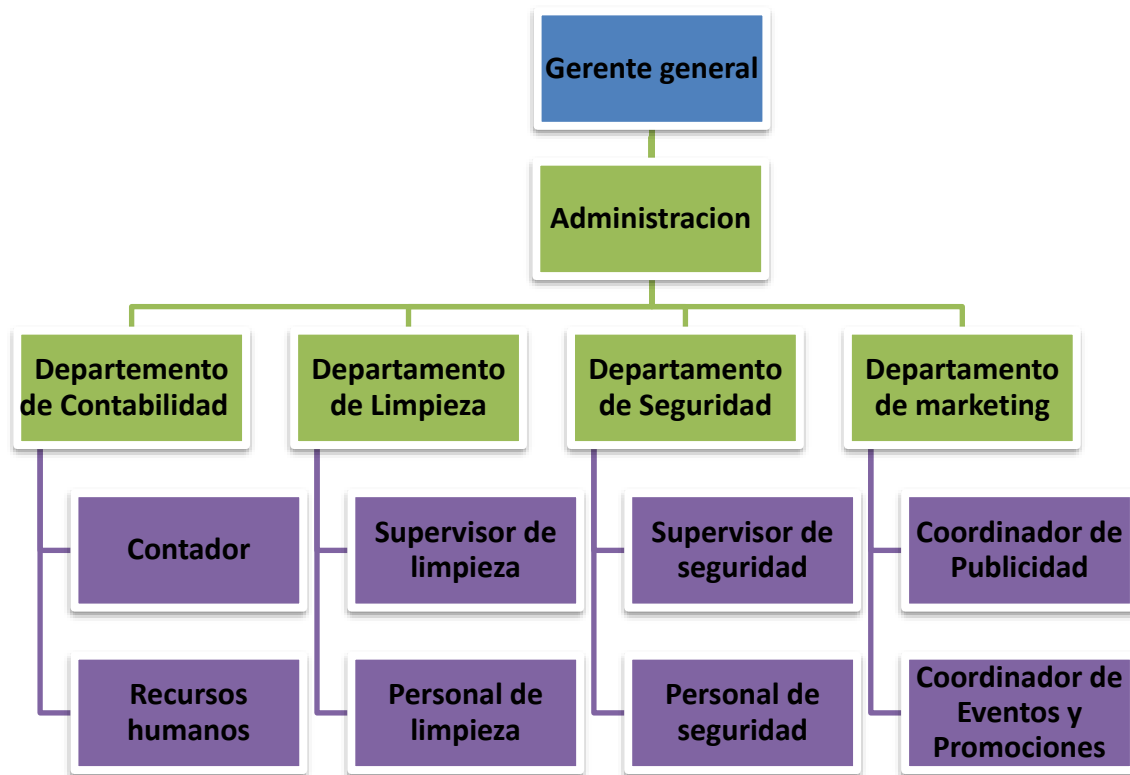 Gerente general
Administracion
Departemento
de Contabilidad
Departamento
de Limpieza
Departamento
de Seguridad
Departamento
de marketing
Contador
Supervisor de
limpieza
Supervisor de
seguridad
Coordinador de
Publicidad
Recursos
humanos
Personal de
limpieza
Personal de
seguridad
Coordinador de
Eventos y
Promociones